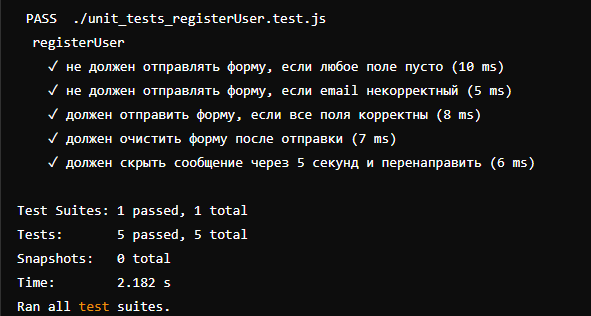 PASS ./unit_tests_registerUser.test.js
registerUser
✓ не должен отправлять форму, если любое поле пусто (10 ms)
✓ не должен отправлять форму, если email некорректный (5 ms)
✓ должен отправить форму, если все поля корректны (8 ms)
✓ должен очистить форму после отправки (7 ms)
✓ должен скрыть сообщение через 5 секунд и перенаправить (6 ms)
Test Suites: 1 passed, 1 total
Tests: 5 passed, 5 total
Snapshots: 0 total
Time: 2.182 s
Ran all test suites.